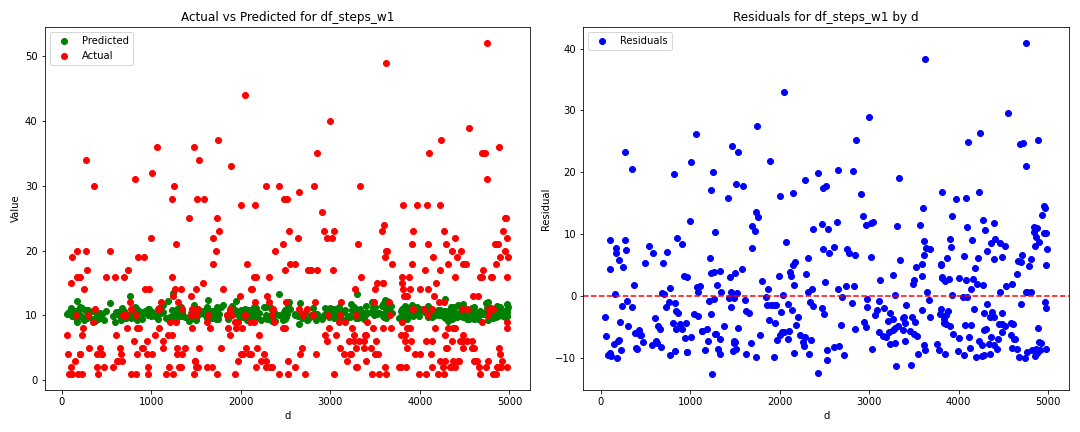 Actual vs Predicted for df_steps_w1
Predicted
Actual
Value
50
40
30
20
10
0
0
1000
2000
3000
4000
5000
d
Residuals for df_steps_w1 by d
Residuals
Residual
40
30
20
10
0
−10
0
1000
2000
3000
4000
5000
d